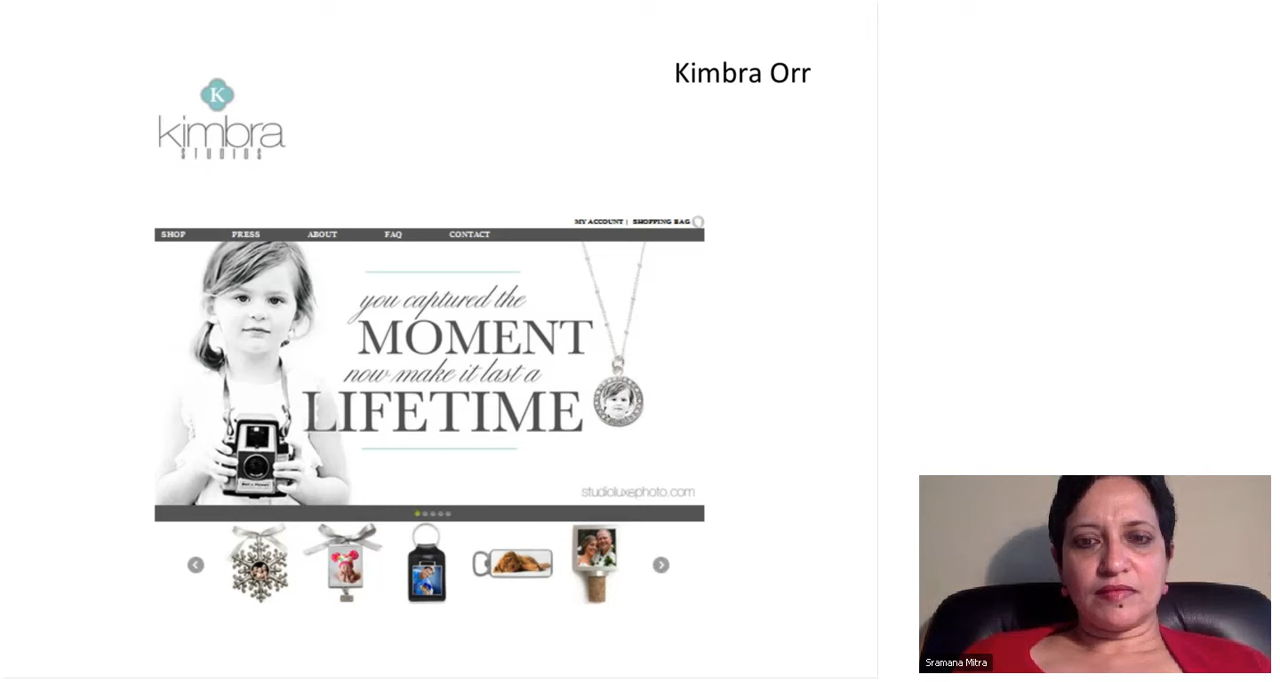 Kimbra Orr
K
kimbra
STUDIOS
MY ACCOUNT | SHOPPING BAG
SHOP PRESS ABOUT FAQ CONTACT
you captured the
MOMENT
now make it last a
LIFETIME
studioluxephoto.com
Sramana Mitra